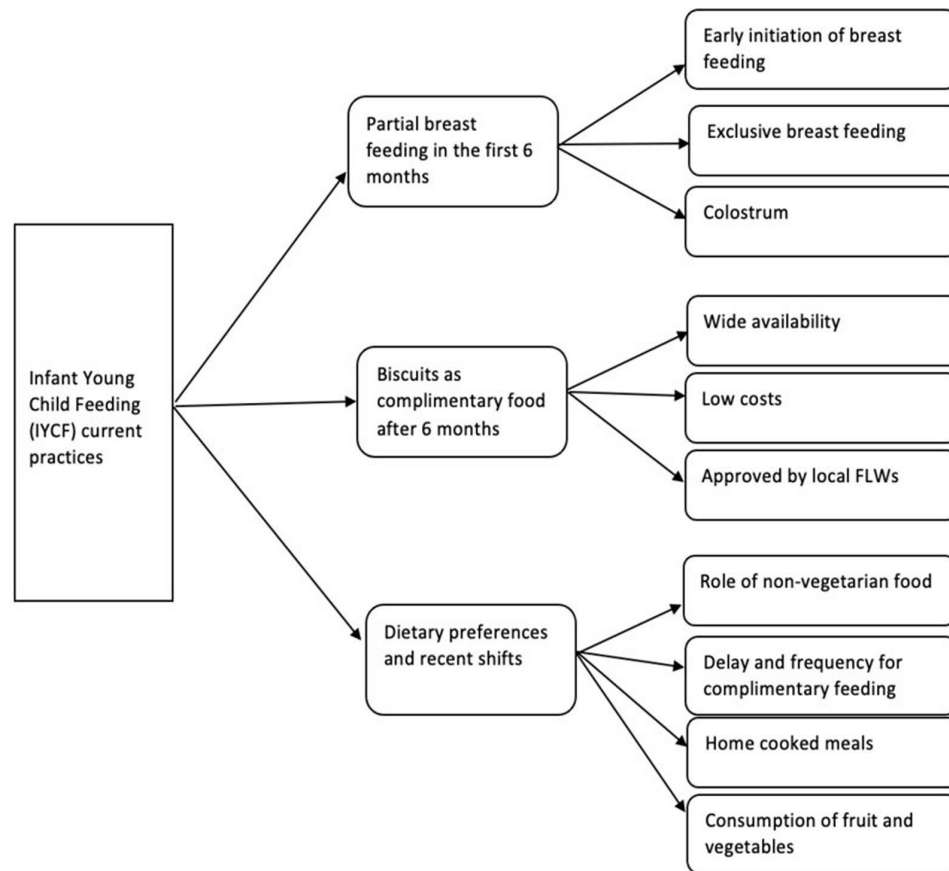 Infant Young
Child Feeding
(IYCF) current
practices
Partial breast
feeding in the first 6
months
Early initiation of breast
feeding
Exclusive breast feeding
Colostrum
Biscuits as
complimentary food
after 6 months
Wide availability
Low costs
Approved by local FLWs
Dietary preferences
and recent shifts
Role of non-vegetarian food
Delay and frequency for
complimentary feeding
Home cooked meals
Consumption of fruit and
vegetables